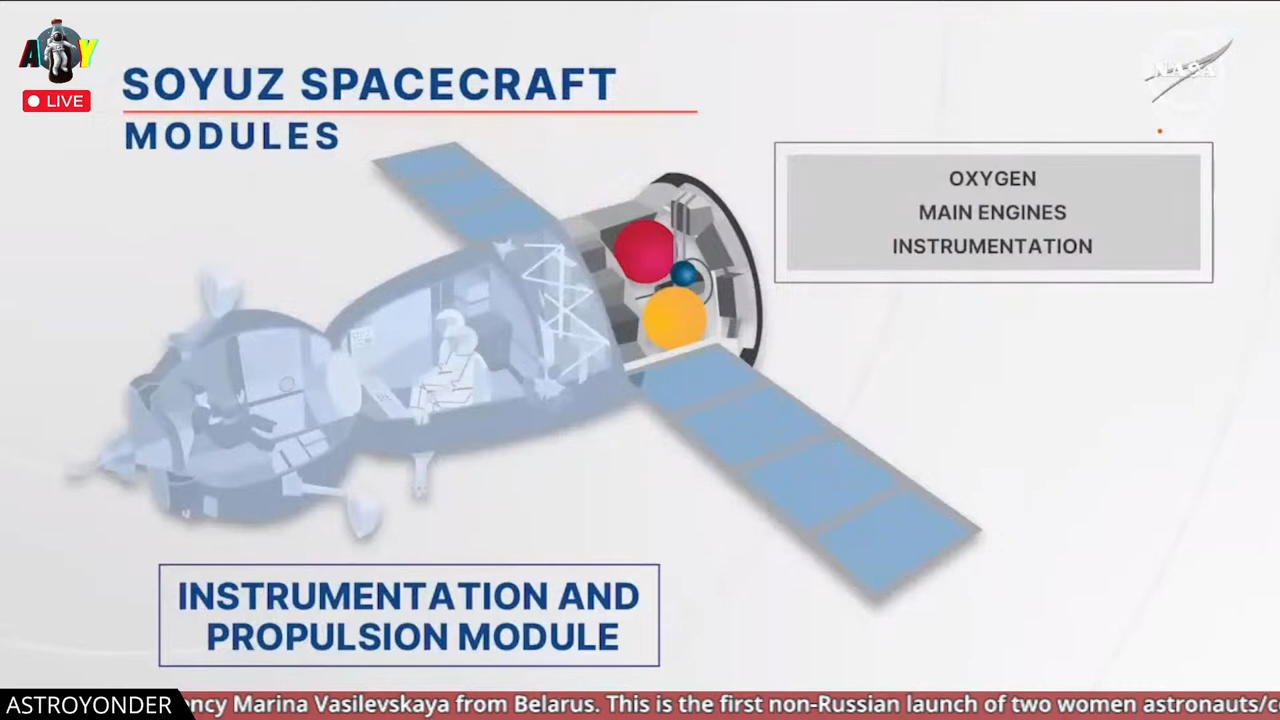 A Y
LIVE
SOYUZ SPACECRAFT
MODULES
NASA
OXYGEN
MAIN ENGINES
INSTRUMENTATION
INSTRUMENTATION AND
PROPULSION MODULE
ASTROYONDER
ency Marina Vasilevskaya from Belarus. This is the first non-Russian launch of two women astronauts/c